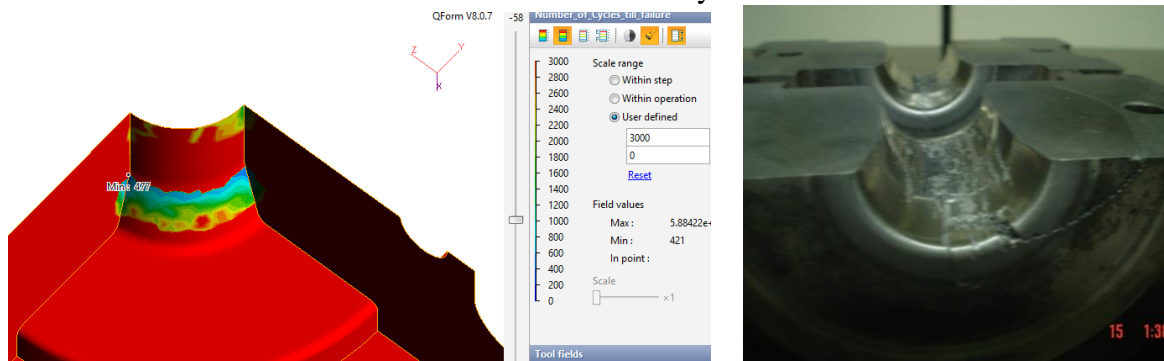 QForm V8.0.7
-58
Number_of_Cycles_till_failure
Z
Y
X
Min: 477
3000
2800
2600
2400
2200
2000
1800
1600
1400
1200
1000
800
600
400
200
0
Scale range
Within step
Within operation
User defined
3000
0
Reset
Field values
Max : 5.88422e+
Min : 421
In point :
Scale
×1
Tool fields
15 1:3